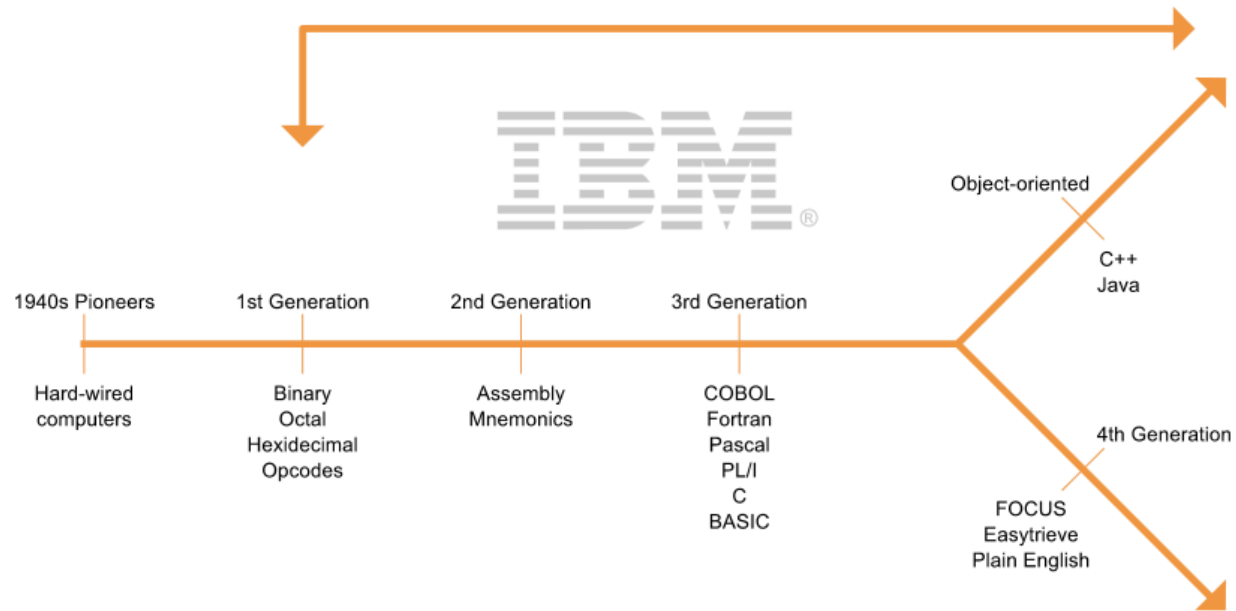 IBM®
Object-oriented
C++
Java
1940s Pioneers
1st Generation
2nd Generation
3rd Generation
Hard-wired
computers
Binary
Octal
Hexidecimal
Opcodes
Assembly
Mnemonics
COBOL
Fortran
Pascal
PL/I
C
BASIC
4th Generation
FOCUS
Easytrieve
Plain English